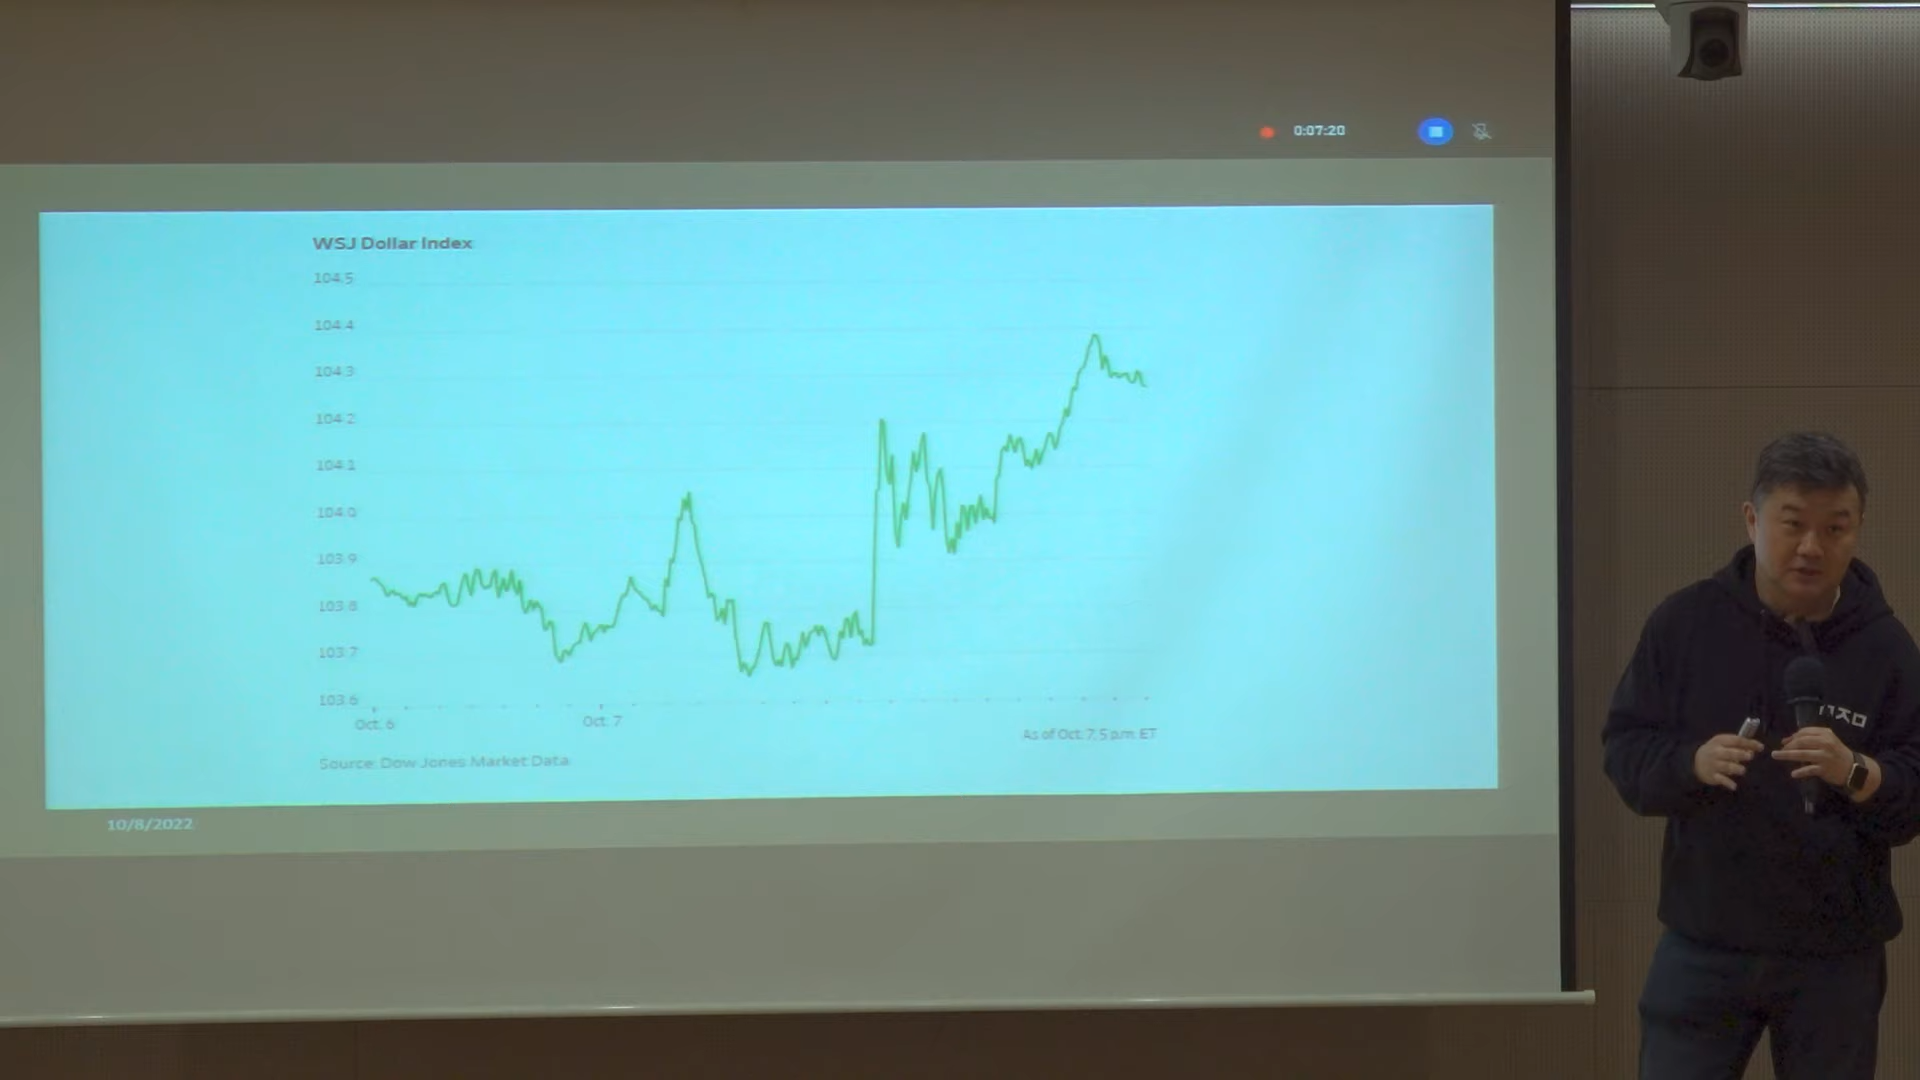 0:07:20
WSJ Dollar Index
104.5
104.4
104.3
104.2
104.1
104.0
103.9
103.8
103.7
103.6
Oct. 6
Oct. 7
As of Oct. 7, 5 p.m. ET
Source: Dow Jones Market Data
10/8/2022